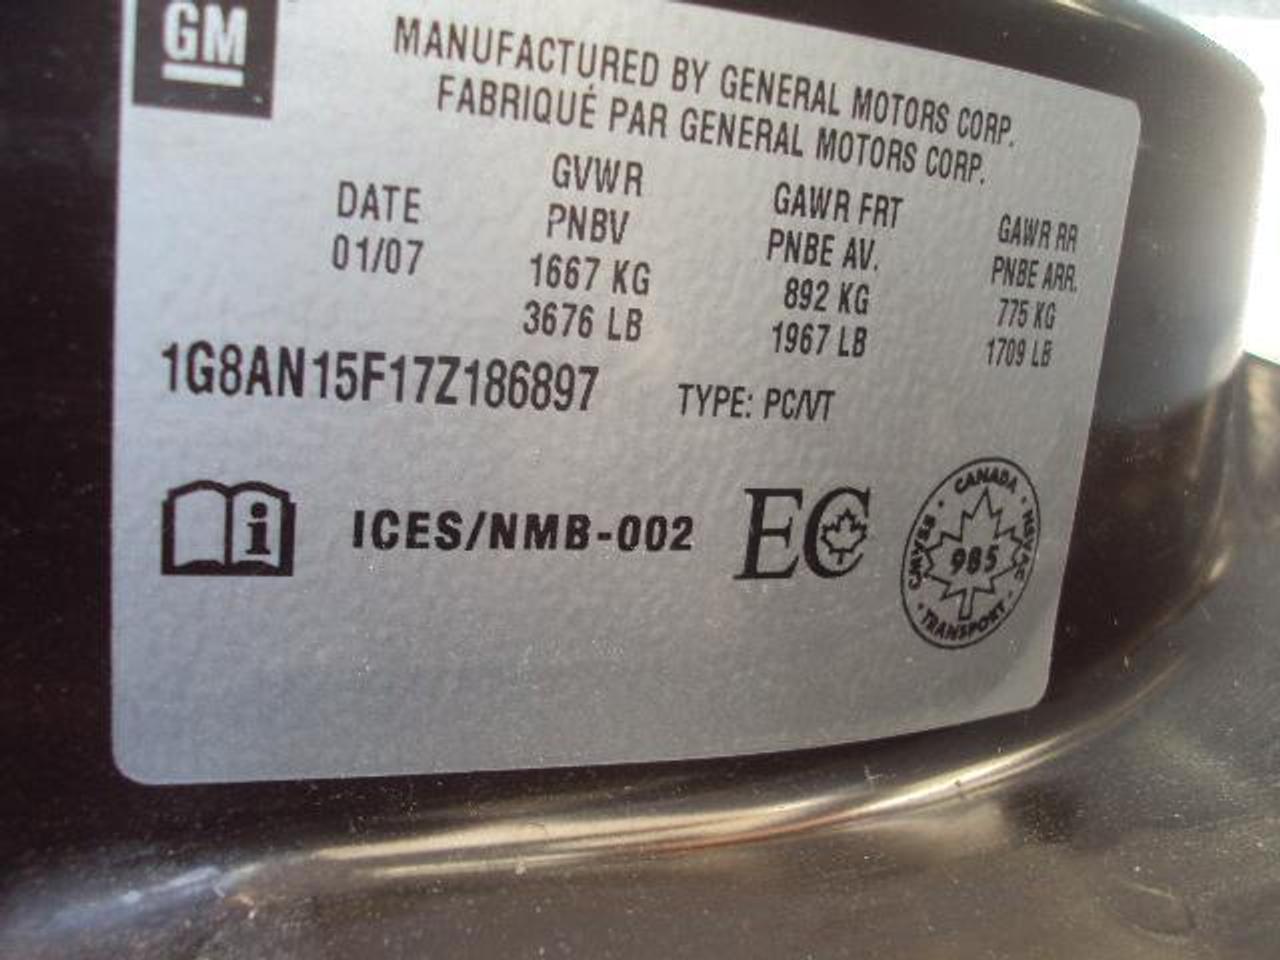 GM
MANUFACTURED BY GENERAL MOTORS CORP.
FABRIQUÉ PAR GENERAL MOTORS CORP.
DATE
01/07
GVWR
PNBV
1667 KG
3676 LB
GAWR FRT
PNBE AV.
892 KG
1967 LB
GAWR RR
PNBE ARR.
775 KG
1709 LB
1G8AN15F17Z186897
TYPE: PC/VT
i
ICES/NMB-002
EC
CANADA
CMVSS
NSVAC
985
TRANSPORT